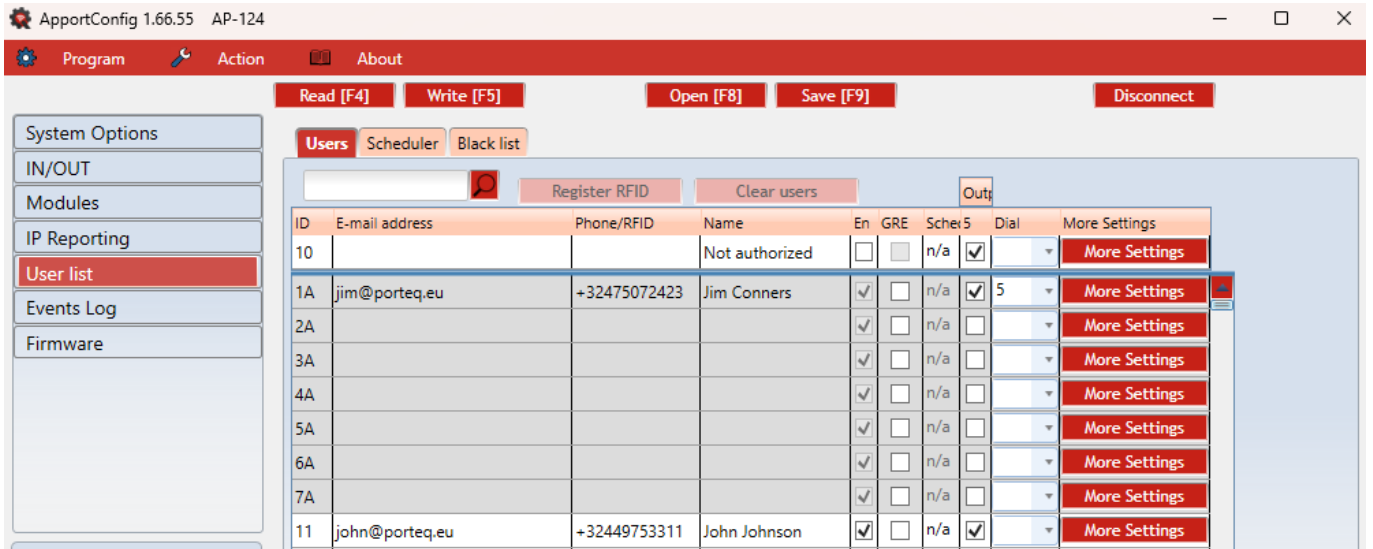 ApportConfig 1.66.55 AP-124
Program Action About
Read [F4] Write [F5] Open [F8] Save [F9] Disconnect
System Options
IN/OUT
Modules
IP Reporting
User list
Events Log
Firmware
Users Scheduler Black list
Register RFID Clear users Outp
ID E-mail address Phone/RFID Name En GRE Sche 5 Dial More Settings
10 Not authorized n/a More Settings
1A jim@porteq.eu +32475072423 Jim Conners n/a 5 More Settings
2A n/a More Settings
3A n/a More Settings
4A n/a More Settings
5A n/a More Settings
6A n/a More Settings
7A n/a More Settings
11 john@porteq.eu +32449753311 John Johnson n/a More Settings